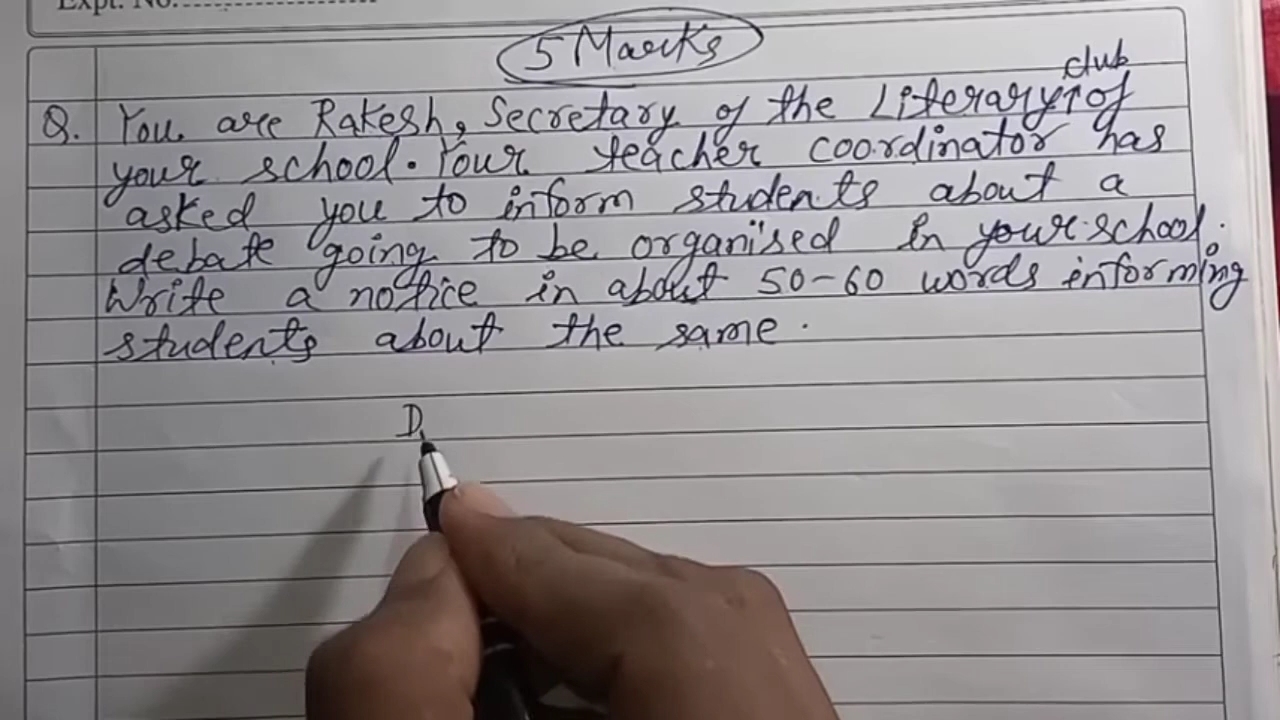 Expt. No.
5 Marks
Q. You are Rakesh, Secretary of the Literary club of
your school. Your teacher coordinator has
asked you to inform students about a
debate going to be organised in your school.
Write a notice in about 50-60 words informing
students about the same.
D